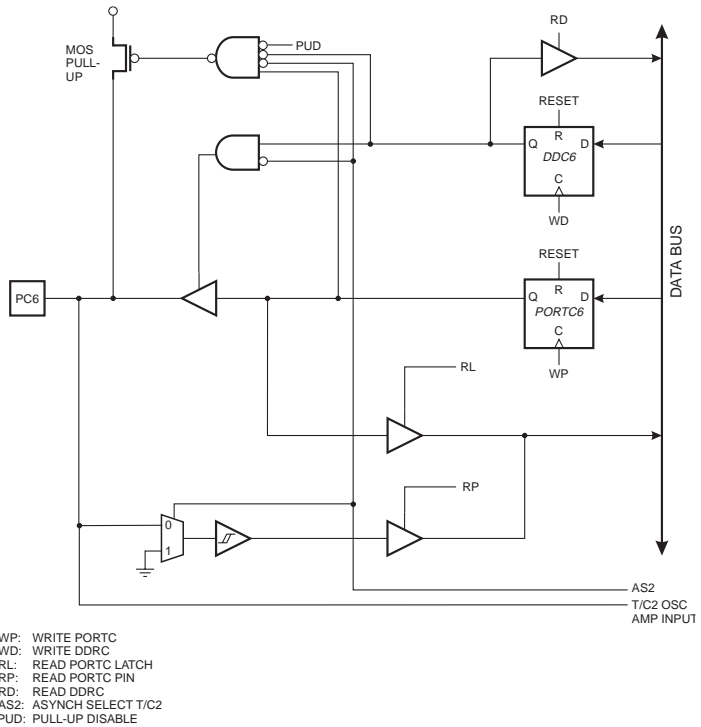 RD
MOS
PULL-
UP
PUD
RESET
R
Q
D
DDC6
C
WD
DATA BUS
RESET
R
PC6
Q
D
PORTC6
C
WP
RL
RP
0
1
AS2
T/C2 OSC
AMP INPUT
WP: WRITE PORTC
WD: WRITE DDRC
RL: READ PORTC LATCH
RP: READ PORTC PIN
RD: READ DDRC
AS2: ASYNCH SELECT T/C2
PUD: PULL-UP DISABLE